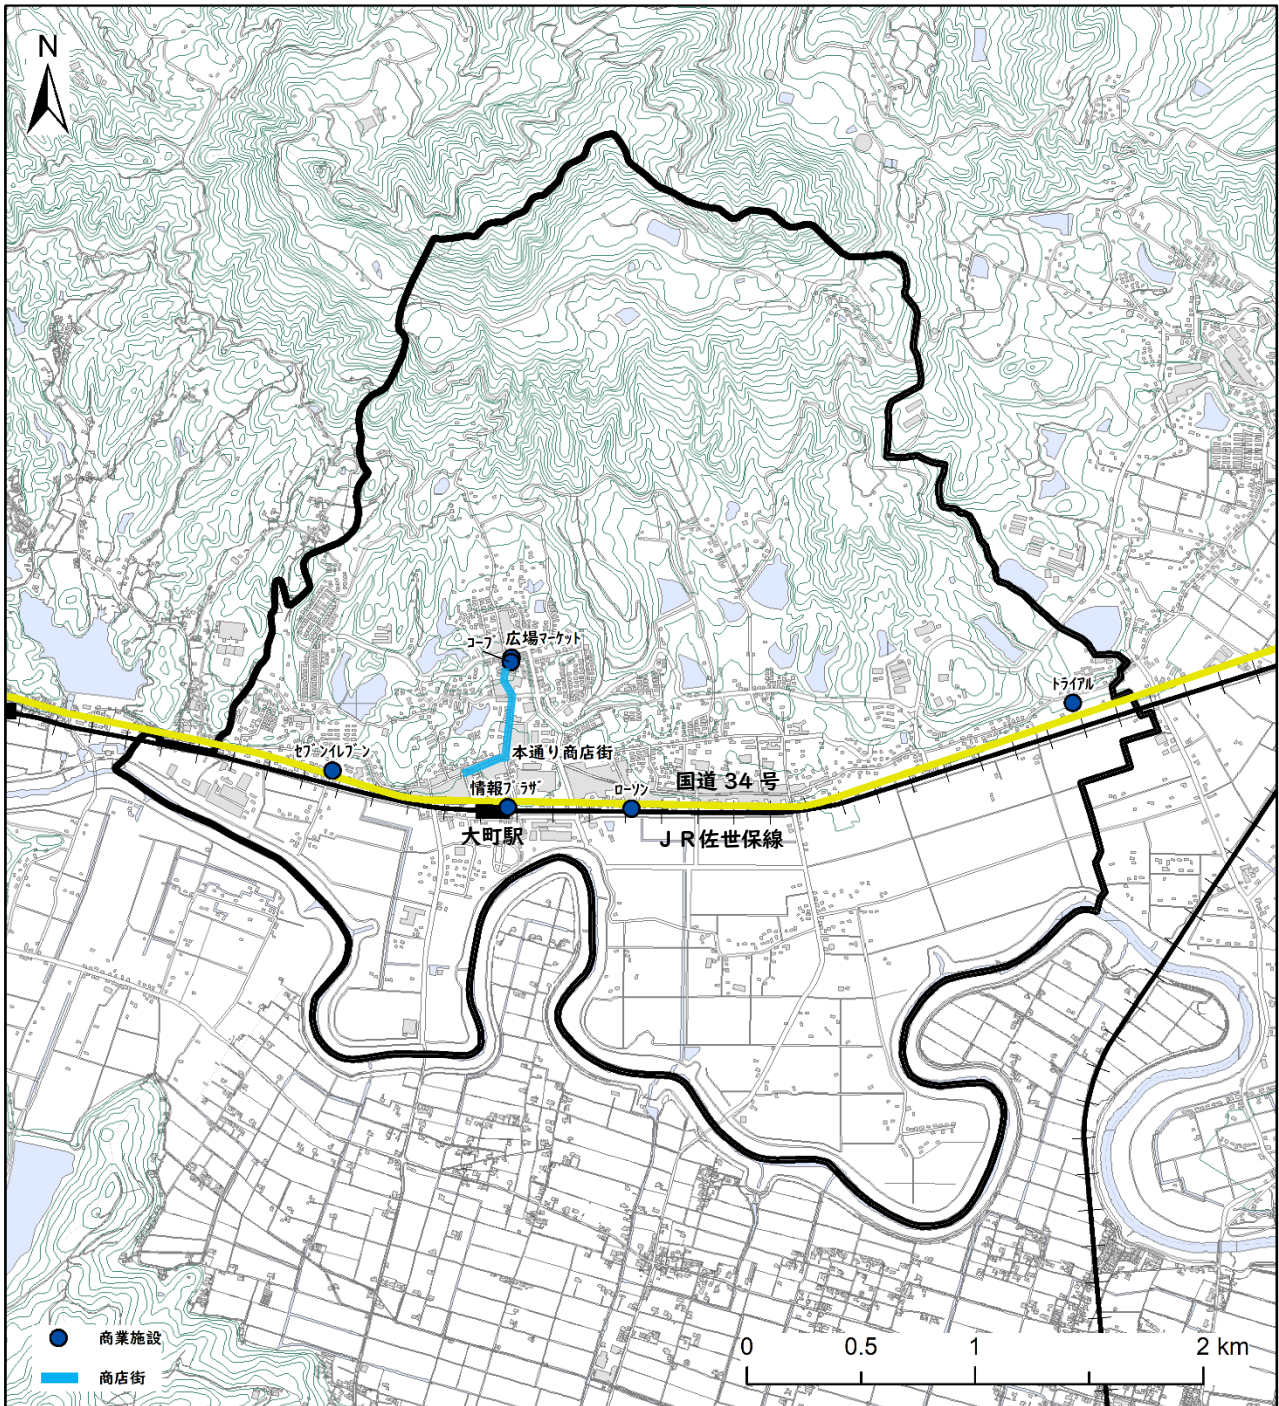 N
コープ 広場マーケット
トライアル
セブンイレブン
本通り商店街
情報プラザ
ローソン
国道 34 号
大町駅
ＪＲ佐世保線
商業施設
商店街
0 0.5 1 2 km